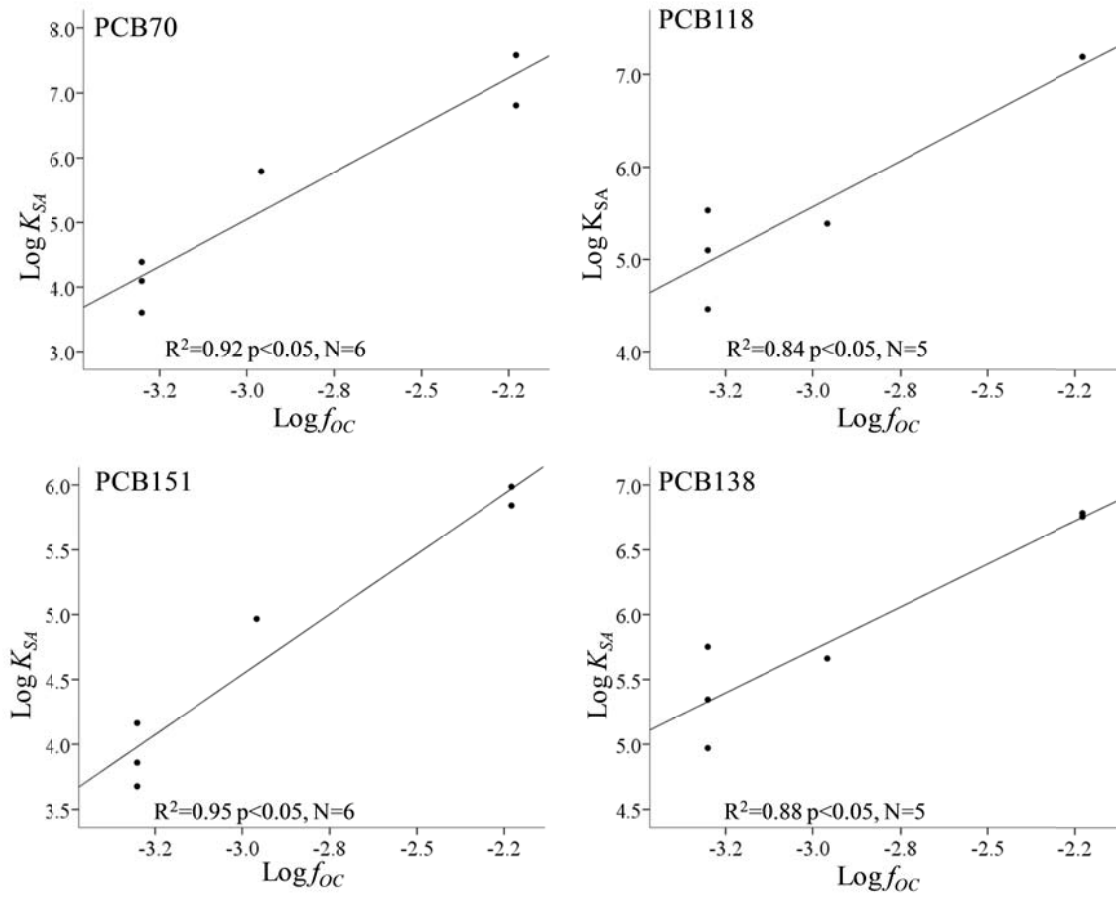 PCB70
8.0
7.0
6.0
5.0
4.0
3.0
Log K_SA
R²=0.92 p<0.05, N=6
-3.2 -3.0 -2.8 -2.5 -2.2
Log f_OC
PCB118
7.0
6.0
5.0
4.0
Log K_SA
R²=0.84 p<0.05, N=5
-3.2 -3.0 -2.8 -2.5 -2.2
Log f_OC
PCB151
6.0
5.5
5.0
4.5
4.0
3.5
Log K_SA
R²=0.95 p<0.05, N=6
-3.2 -3.0 -2.8 -2.5 -2.2
Log f_OC
PCB138
7.0
6.5
6.0
5.5
5.0
4.5
Log K_SA
R²=0.88 p<0.05, N=5
-3.2 -3.0 -2.8 -2.5 -2.2
Log f_OC